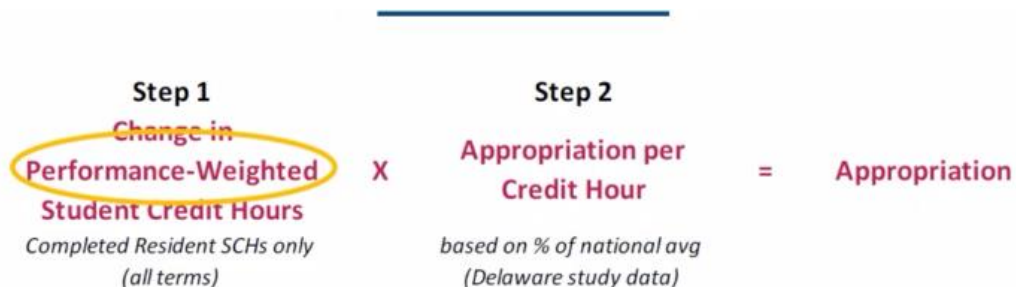 Step 1
Change in
Performance-Weighted
Student Credit Hours
Completed Resident SCHs only
(all terms)
X
Step 2
Appropriation per
Credit Hour
based on % of national avg
(Delaware study data)
=
Appropriation